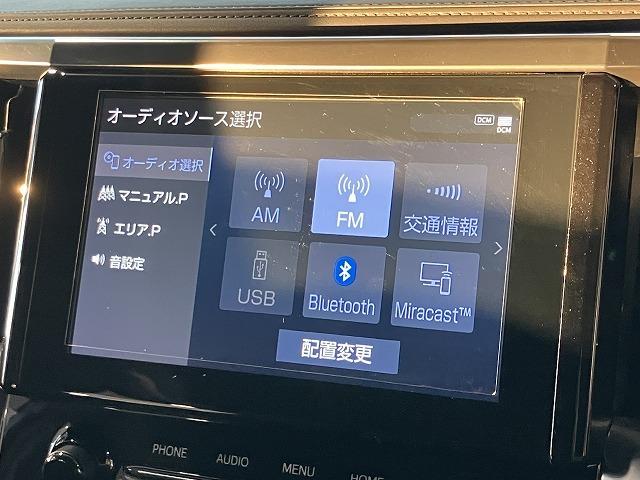 オーディオソース選択
DCM
DCM
オーディオ選択
マニュアル.P
エリア.P
音設定
AM
FM
交通情報
USB
Bluetooth
Miracast™
配置変更
PHONE
AUDIO
MENU
HOME